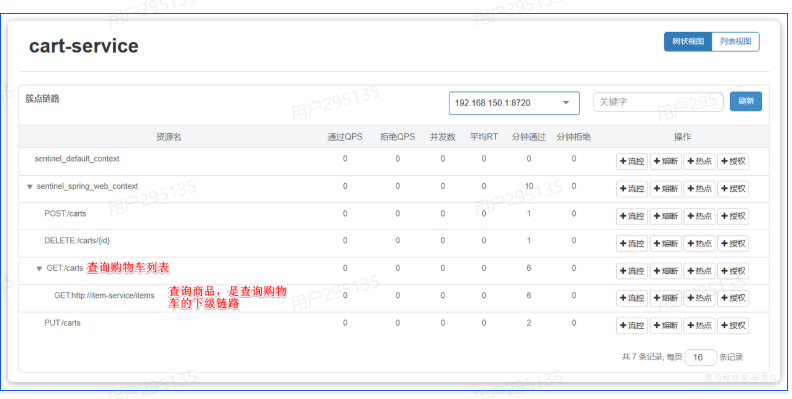 cart-service
树状视图 列表视图
簇点链路 192.168.150.1:8720 关键字 刷新
资源名 通过QPS 拒绝QPS 并发数 平均RT 分钟通过 分钟拒绝 操作
sentinel_default_context 0 0 0 0 0 0 +流控 +熔断 +热点 +授权
sentinel_spring_web_context 0 0 0 0 10 0 +流控 +熔断 +热点 +授权
POST:/carts 0 0 0 0 1 0 +流控 +熔断 +热点 +授权
DELETE:/carts/{id} 0 0 0 0 1 0 +流控 +熔断 +热点 +授权
GET:/carts 查询购物车列表 0 0 0 0 6 0 +流控 +熔断 +热点 +授权
GET:http://item-service/items 查询商品，是查询购物 0 0 0 0 6 0 +流控 +熔断 +热点 +授权
车的下级链路
PUT:/carts 0 0 0 0 2 0 +流控 +熔断 +热点 +授权
共 7 条记录, 每页 16 条记录
用户295135